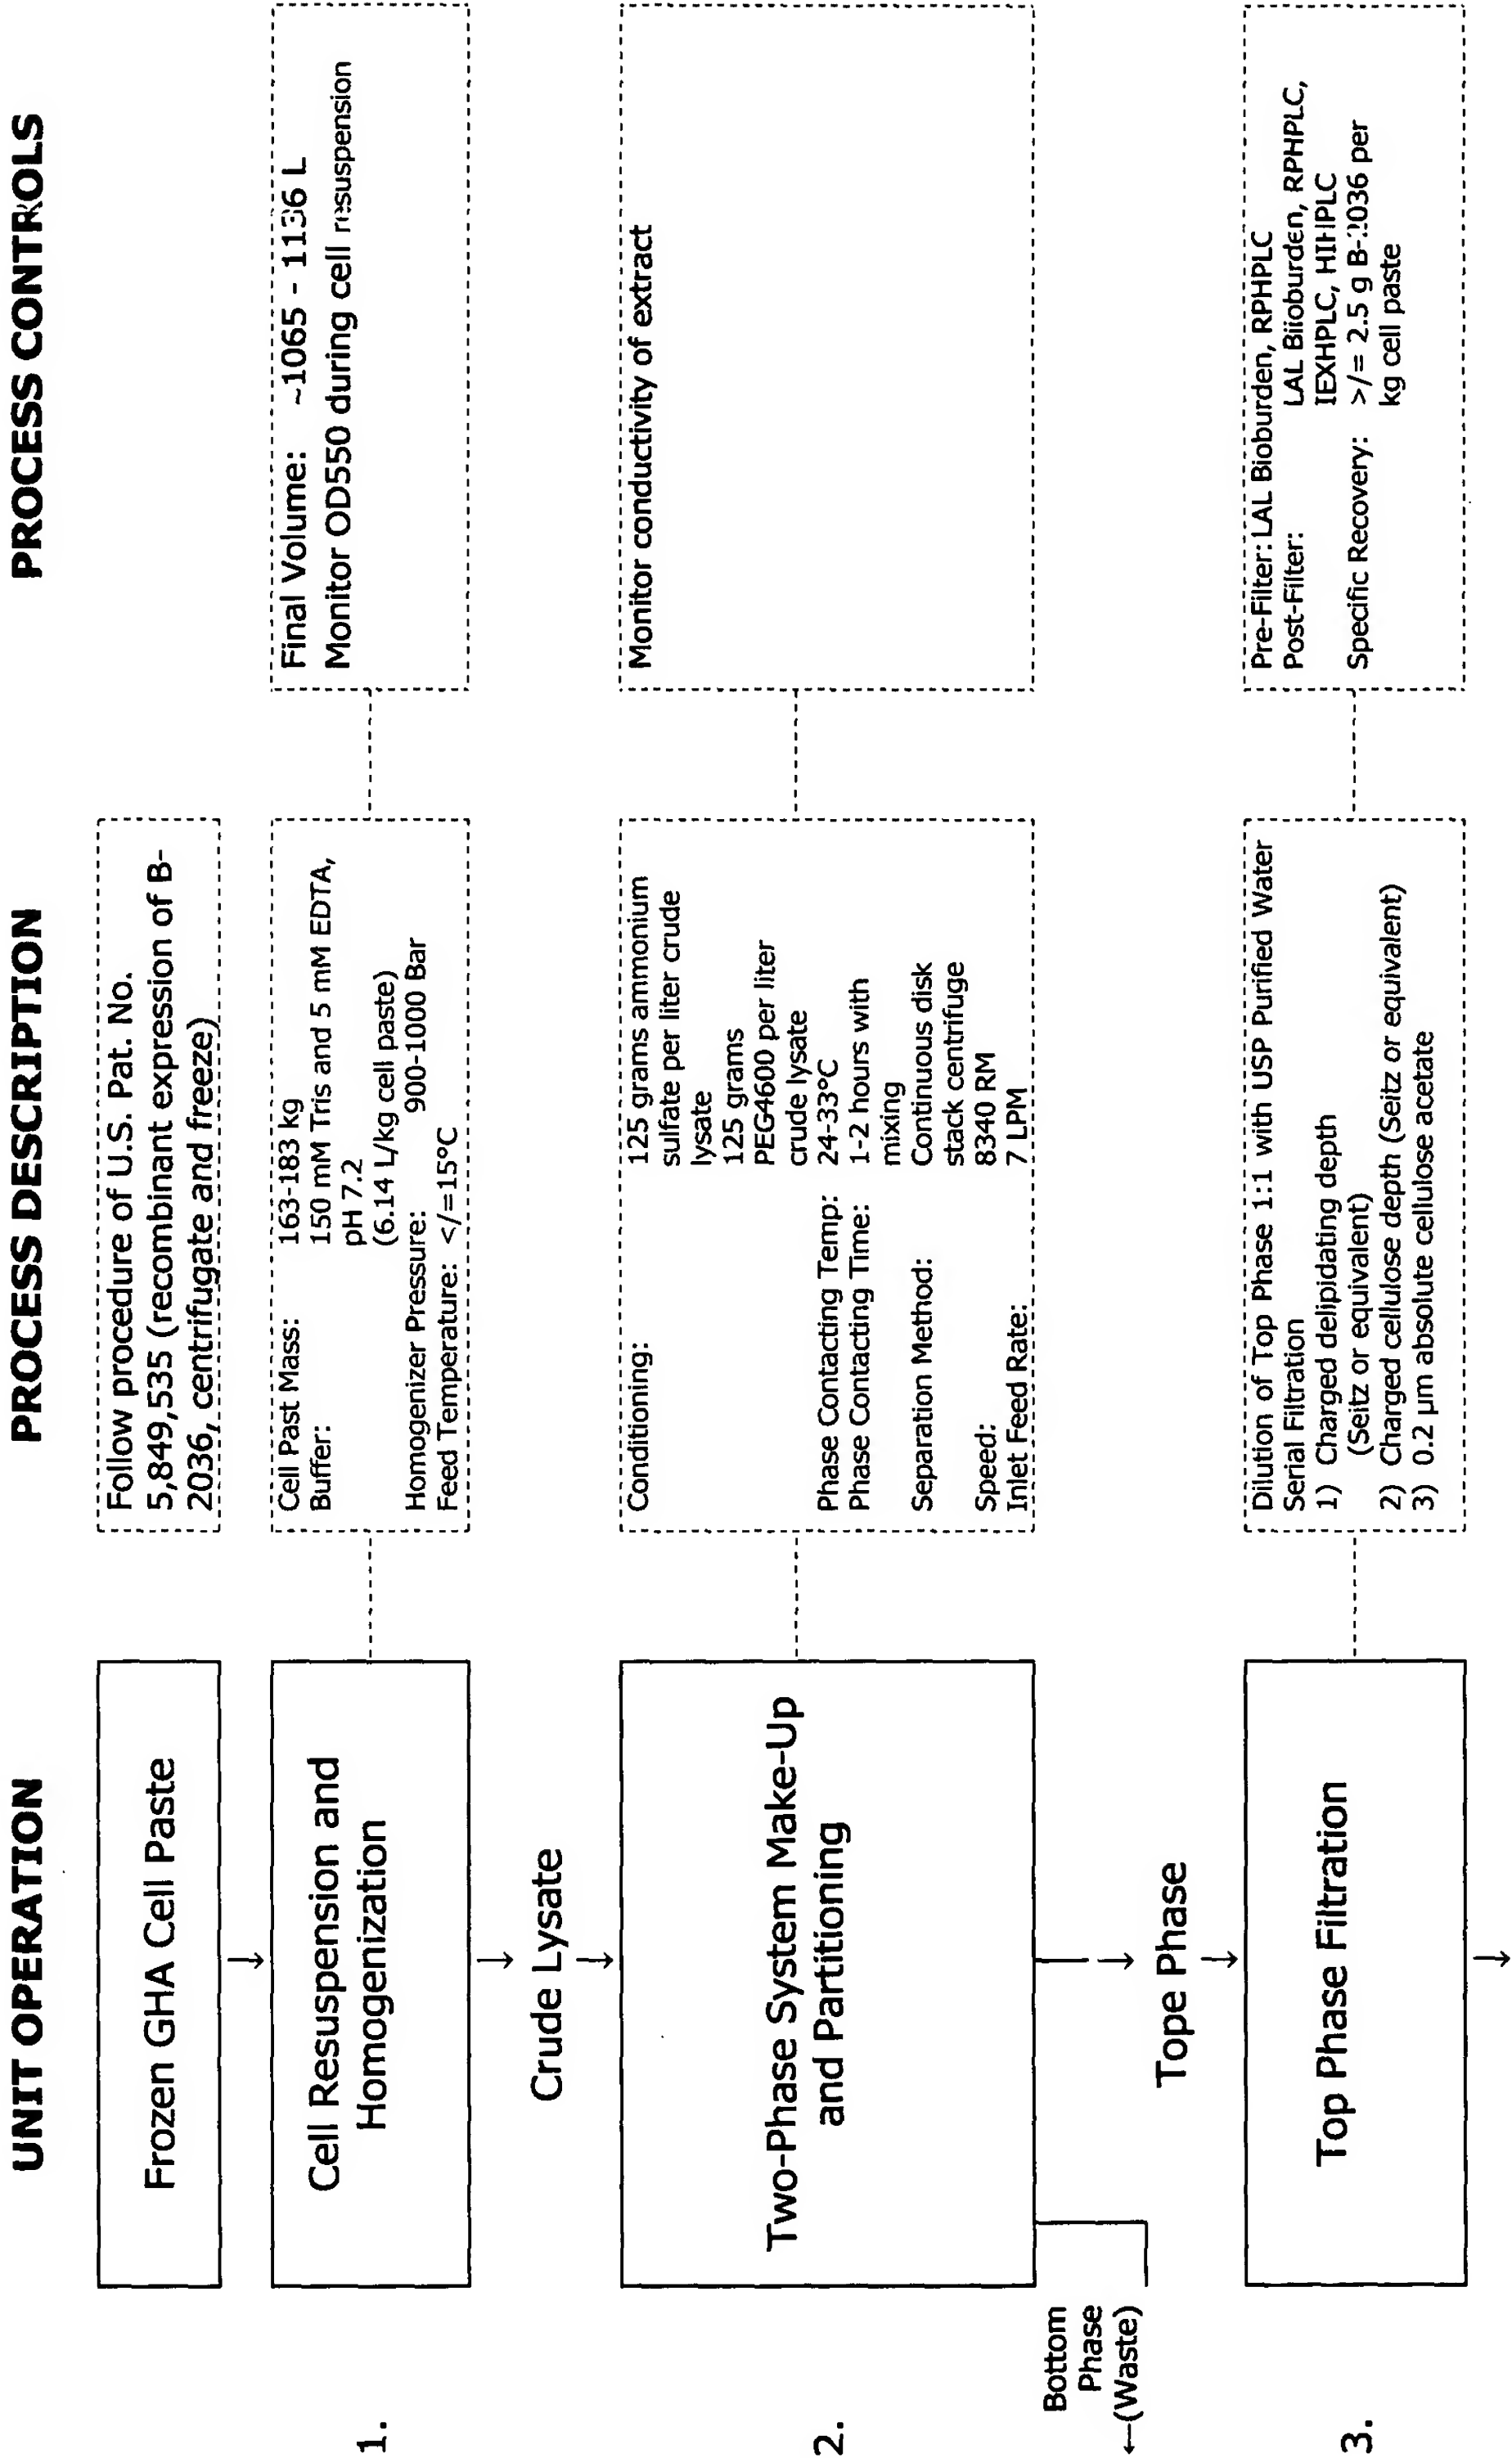 UNIT OPERATION
PROCESS DESCRIPTION
PROCESS CONTROLS
Frozen GHA Cell Paste
Follow procedure of U.S. Pat. No.
5,849,535 (recombinant expression of B-
2036, centrifugate and freeze)
1.
Cell Resuspension and
Homogenization
Cell Past Mass: 163-183 kg
Buffer: 150 mM Tris and 5 mM EDTA,
pH 7.2
(6.14 L/kg cell paste)
Homogenizer Pressure: 900-1000 Bar
Feed Temperature: </=15°C
Final Volume: ~1065 - 1136 L
Monitor OD550 during cell resuspension
Crude Lysate
2.
Two-Phase System Make-Up
and Partitioning
Conditioning: 125 grams ammonium
sulfate per liter crude
lysate
125 grams
PEG4600 per liter
crude lysate
Phase Contacting Temp: 24-33°C
Phase Contacting Time: 1-2 hours with
mixing
Separation Method: Continuous disk
stack centrifuge
Speed: 8340 RM
Inlet Feed Rate: 7 LPM
Monitor conductivity of extract
Bottom
Phase
←(Waste)
Tope Phase
3.
Top Phase Filtration
Dilution of Top Phase 1:1 with USP Purified Water
Serial Filtration
1) Charged delipidating depth
(Seitz or equivalent)
2) Charged cellulose depth (Seitz or equivalent)
3) 0.2 µm absolute cellulose acetate
Pre-Filter: LAL Bioburden, RPHPLC
Post-Filter: LAL Biioburden, RPHPLC,
IEXHPLC, HIHPLC
Specific Recovery: >/= 2.5 g B-2036 per
kg cell paste